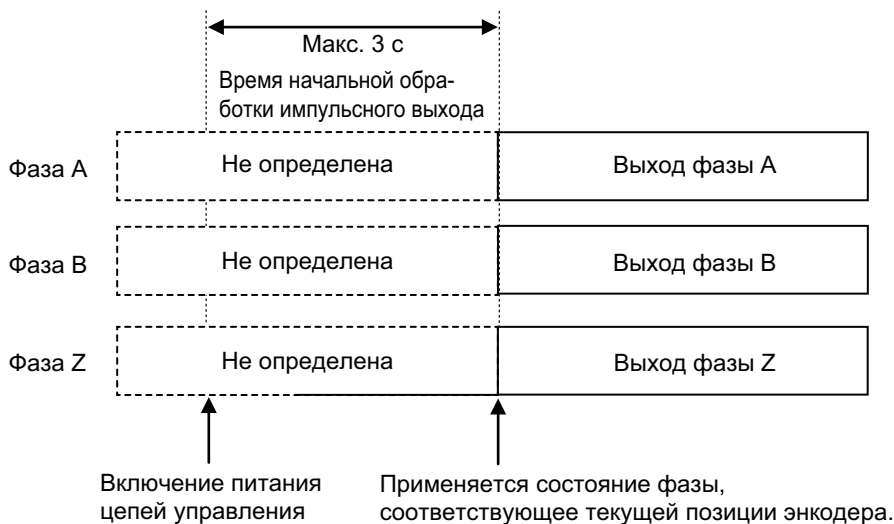 Макс. 3 с
Время начальной обра-
ботки импульсного выхода
Фаза A
Не определена
Выход фазы A
Фаза B
Не определена
Выход фазы B
Фаза Z
Не определена
Выход фазы Z
Включение питания
цепей управления
Применяется состояние фазы,
соответствующее текущей позиции энкодера.